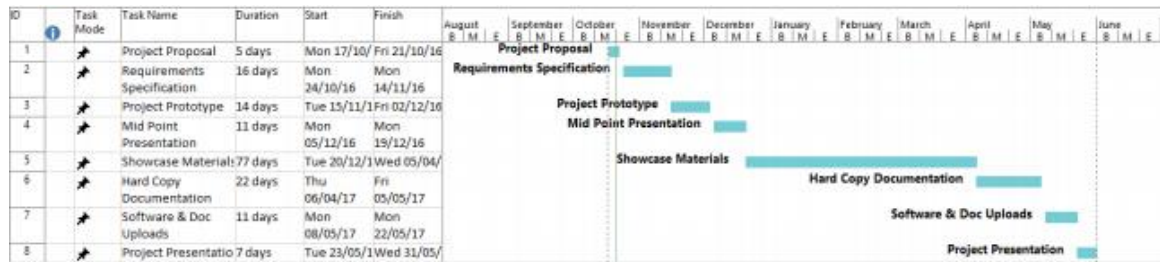 ID Task Mode Task Name Duration Start Finish
August September October November December January February March April May June
B M E B M E B M E B M E B M E B M E B M E B M E B M E B M E B M E
1 Project Proposal 5 days Mon 17/10/ Fri 21/10/16 Project Proposal
2 Requirements Specification 16 days Mon 24/10/16 Mon 14/11/16 Requirements Specification
3 Project Prototype 14 days Tue 15/11/1 Fri 02/12/16 Project Prototype
4 Mid Point Presentation 11 days Mon 05/12/16 Mon 19/12/16 Mid Point Presentation
5 Showcase Materials 77 days Tue 20/12/1 Wed 05/04/ Showcase Materials
6 Hard Copy Documentation 22 days Thu 06/04/17 Fri 05/05/17 Hard Copy Documentation
7 Software & Doc Uploads 11 days Mon 08/05/17 Mon 22/05/17 Software & Doc Uploads
8 Project Presentatio 7 days Tue 23/05/1 Wed 31/05/ Project Presentation